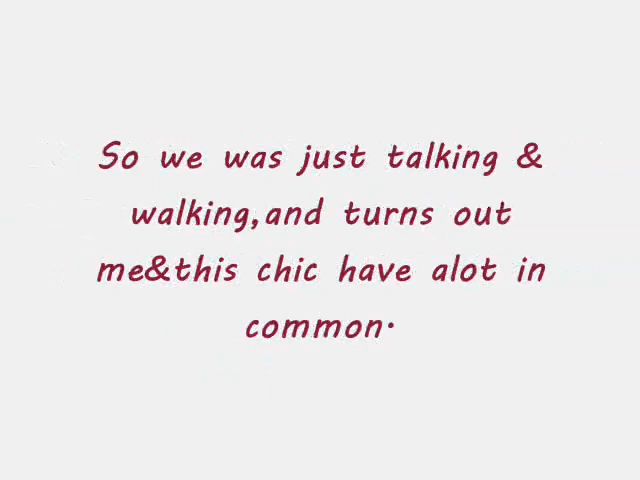 So we was just talking &
walking,and turns out
me&this chic have alot in
common.